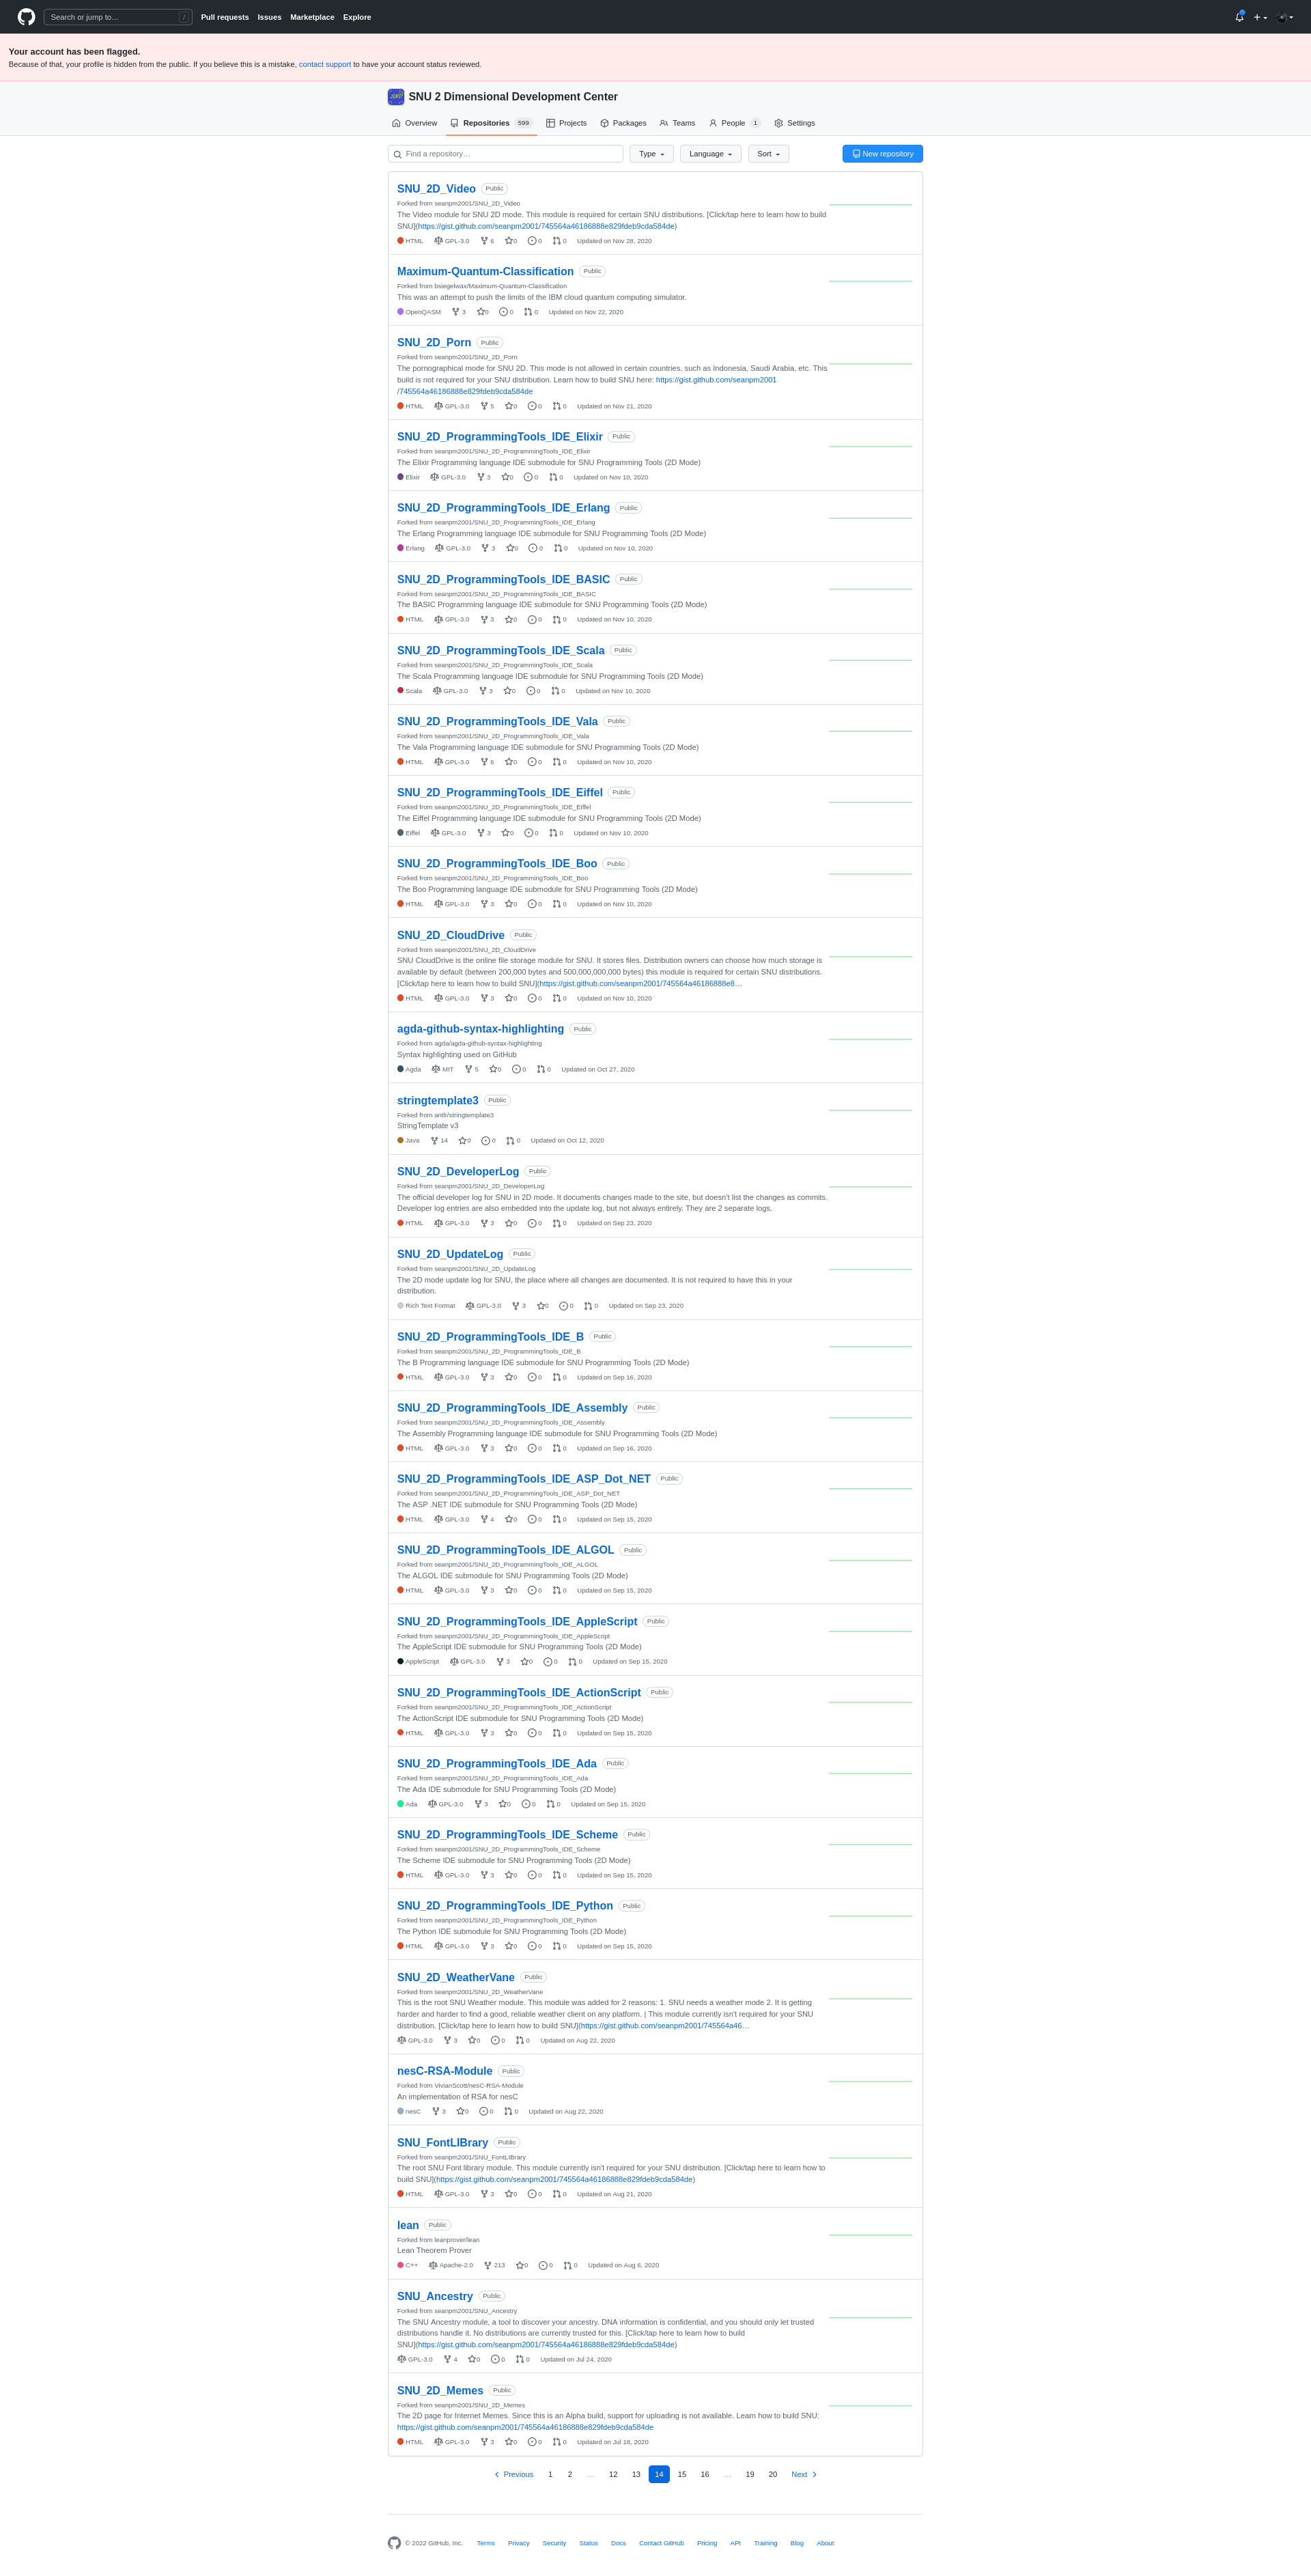 Search or jump to… /
Pull requests Issues Marketplace Explore
Your account has been flagged.
Because of that, your profile is hidden from the public. If you believe this is a mistake, contact support to have your account status reviewed.
SNU 2 Dimensional Development Center
Overview Repositories 599 Projects Packages Teams People 1 Settings
Find a repository… Type Language Sort New repository
SNU_2D_Video Public
Forked from seanpm2001/SNU_2D_Video
The Video module for SNU 2D mode. This module is required for certain SNU distributions. [Click/tap here to learn how to build
SNU](https://gist.github.com/seanpm2001/745564a46186888e829fdeb9cda584de)
HTML GPL-3.0 6 0 0 0 Updated on Nov 28, 2020
Maximum-Quantum-Classification Public
Forked from bsiegelwax/Maximum-Quantum-Classification
This was an attempt to push the limits of the IBM cloud quantum computing simulator.
OpenQASM 3 0 0 0 Updated on Nov 22, 2020
SNU_2D_Porn Public
Forked from seanpm2001/SNU_2D_Porn
The pornographical mode for SNU 2D. This mode is not allowed in certain countries, such as Indonesia, Saudi Arabia, etc. This
build is not required for your SNU distribution. Learn how to build SNU here: https://gist.github.com/seanpm2001
/745564a46186888e829fdeb9cda584de
HTML GPL-3.0 5 0 0 0 Updated on Nov 21, 2020
SNU_2D_ProgrammingTools_IDE_Elixir Public
Forked from seanpm2001/SNU_2D_ProgrammingTools_IDE_Elixir
The Elixir Programming language IDE submodule for SNU Programming Tools (2D Mode)
Elixir GPL-3.0 3 0 0 0 Updated on Nov 10, 2020
SNU_2D_ProgrammingTools_IDE_Erlang Public
Forked from seanpm2001/SNU_2D_ProgrammingTools_IDE_Erlang
The Erlang Programming language IDE submodule for SNU Programming Tools (2D Mode)
Erlang GPL-3.0 3 0 0 0 Updated on Nov 10, 2020
SNU_2D_ProgrammingTools_IDE_BASIC Public
Forked from seanpm2001/SNU_2D_ProgrammingTools_IDE_BASIC
The BASIC Programming language IDE submodule for SNU Programming Tools (2D Mode)
HTML GPL-3.0 3 0 0 0 Updated on Nov 10, 2020
SNU_2D_ProgrammingTools_IDE_Scala Public
Forked from seanpm2001/SNU_2D_ProgrammingTools_IDE_Scala
The Scala Programming language IDE submodule for SNU Programming Tools (2D Mode)
Scala GPL-3.0 3 0 0 0 Updated on Nov 10, 2020
SNU_2D_ProgrammingTools_IDE_Vala Public
Forked from seanpm2001/SNU_2D_ProgrammingTools_IDE_Vala
The Vala Programming language IDE submodule for SNU Programming Tools (2D Mode)
HTML GPL-3.0 6 0 0 0 Updated on Nov 10, 2020
SNU_2D_ProgrammingTools_IDE_Eiffel Public
Forked from seanpm2001/SNU_2D_ProgrammingTools_IDE_Eiffel
The Eiffel Programming language IDE submodule for SNU Programming Tools (2D Mode)
Eiffel GPL-3.0 3 0 0 0 Updated on Nov 10, 2020
SNU_2D_ProgrammingTools_IDE_Boo Public
Forked from seanpm2001/SNU_2D_ProgrammingTools_IDE_Boo
The Boo Programming language IDE submodule for SNU Programming Tools (2D Mode)
HTML GPL-3.0 3 0 0 0 Updated on Nov 10, 2020
SNU_2D_CloudDrive Public
Forked from seanpm2001/SNU_2D_CloudDrive
SNU CloudDrive is the online file storage module for SNU. It stores files. Distribution owners can choose how much storage is
available by default (between 200,000 bytes and 500,000,000,000 bytes) this module is required for certain SNU distributions.
[Click/tap here to learn how to build SNU](https://gist.github.com/seanpm2001/745564a46186888e8…
HTML GPL-3.0 3 0 0 0 Updated on Nov 10, 2020
agda-github-syntax-highlighting Public
Forked from agda/agda-github-syntax-highlighting
Syntax highlighting used on GitHub
Agda MIT 5 0 0 0 Updated on Oct 27, 2020
stringtemplate3 Public
Forked from antlr/stringtemplate3
StringTemplate v3
Java 14 0 0 0 Updated on Oct 12, 2020
SNU_2D_DeveloperLog Public
Forked from seanpm2001/SNU_2D_DeveloperLog
The official developer log for SNU in 2D mode. It documents changes made to the site, but doesn't list the changes as commits.
Developer log entries are also embedded into the update log, but not always entirely. They are 2 separate logs.
HTML GPL-3.0 3 0 0 0 Updated on Sep 23, 2020
SNU_2D_UpdateLog Public
Forked from seanpm2001/SNU_2D_UpdateLog
The 2D mode update log for SNU, the place where all changes are documented. It is not required to have this in your
distribution.
Rich Text Format GPL-3.0 3 0 0 0 Updated on Sep 23, 2020
SNU_2D_ProgrammingTools_IDE_B Public
Forked from seanpm2001/SNU_2D_ProgrammingTools_IDE_B
The B Programming language IDE submodule for SNU Programming Tools (2D Mode)
HTML GPL-3.0 3 0 0 0 Updated on Sep 16, 2020
SNU_2D_ProgrammingTools_IDE_Assembly Public
Forked from seanpm2001/SNU_2D_ProgrammingTools_IDE_Assembly
The Assembly Programming language IDE submodule for SNU Programming Tools (2D Mode)
HTML GPL-3.0 3 0 0 0 Updated on Sep 16, 2020
SNU_2D_ProgrammingTools_IDE_ASP_Dot_NET Public
Forked from seanpm2001/SNU_2D_ProgrammingTools_IDE_ASP_Dot_NET
The ASP .NET IDE submodule for SNU Programming Tools (2D Mode)
HTML GPL-3.0 4 0 0 0 Updated on Sep 15, 2020
SNU_2D_ProgrammingTools_IDE_ALGOL Public
Forked from seanpm2001/SNU_2D_ProgrammingTools_IDE_ALGOL
The ALGOL IDE submodule for SNU Programming Tools (2D Mode)
HTML GPL-3.0 3 0 0 0 Updated on Sep 15, 2020
SNU_2D_ProgrammingTools_IDE_AppleScript Public
Forked from seanpm2001/SNU_2D_ProgrammingTools_IDE_AppleScript
The AppleScript IDE submodule for SNU Programming Tools (2D Mode)
AppleScript GPL-3.0 3 0 0 0 Updated on Sep 15, 2020
SNU_2D_ProgrammingTools_IDE_ActionScript Public
Forked from seanpm2001/SNU_2D_ProgrammingTools_IDE_ActionScript
The ActionScript IDE submodule for SNU Programming Tools (2D Mode)
HTML GPL-3.0 3 0 0 0 Updated on Sep 15, 2020
SNU_2D_ProgrammingTools_IDE_Ada Public
Forked from seanpm2001/SNU_2D_ProgrammingTools_IDE_Ada
The Ada IDE submodule for SNU Programming Tools (2D Mode)
Ada GPL-3.0 3 0 0 0 Updated on Sep 15, 2020
SNU_2D_ProgrammingTools_IDE_Scheme Public
Forked from seanpm2001/SNU_2D_ProgrammingTools_IDE_Scheme
The Scheme IDE submodule for SNU Programming Tools (2D Mode)
HTML GPL-3.0 3 0 0 0 Updated on Sep 15, 2020
SNU_2D_ProgrammingTools_IDE_Python Public
Forked from seanpm2001/SNU_2D_ProgrammingTools_IDE_Python
The Python IDE submodule for SNU Programming Tools (2D Mode)
HTML GPL-3.0 3 0 0 0 Updated on Sep 15, 2020
SNU_2D_WeatherVane Public
Forked from seanpm2001/SNU_2D_WeatherVane
This is the root SNU Weather module. This module was added for 2 reasons: 1. SNU needs a weather mode 2. It is getting
harder and harder to find a good, reliable weather client on any platform. | This module currently isn't required for your SNU
distribution. [Click/tap here to learn how to build SNU](https://gist.github.com/seanpm2001/745564a46…
GPL-3.0 3 0 0 0 Updated on Aug 22, 2020
nesC-RSA-Module Public
Forked from VivianScott/nesC-RSA-Module
An implementation of RSA for nesC
nesC 3 0 0 0 Updated on Aug 22, 2020
SNU_FontLIBrary Public
Forked from seanpm2001/SNU_FontLIBrary
The root SNU Font library module. This module currently isn't required for your SNU distribution. [Click/tap here to learn how to
build SNU](https://gist.github.com/seanpm2001/745564a46186888e829fdeb9cda584de)
HTML GPL-3.0 3 0 0 0 Updated on Aug 21, 2020
lean Public
Forked from leanprover/lean
Lean Theorem Prover
C++ Apache-2.0 213 0 0 0 Updated on Aug 6, 2020
SNU_Ancestry Public
Forked from seanpm2001/SNU_Ancestry
The SNU Ancestry module, a tool to discover your ancestry. DNA information is confidential, and you should only let trusted
distributions handle it. No distributions are currently trusted for this. [Click/tap here to learn how to build
SNU](https://gist.github.com/seanpm2001/745564a46186888e829fdeb9cda584de)
GPL-3.0 4 0 0 0 Updated on Jul 24, 2020
SNU_2D_Memes Public
Forked from seanpm2001/SNU_2D_Memes
The 2D page for Internet Memes. Since this is an Alpha build, support for uploading is not available. Learn how to build SNU:
https://gist.github.com/seanpm2001/745564a46186888e829fdeb9cda584de
HTML GPL-3.0 3 0 0 0 Updated on Jul 18, 2020
Previous 1 2 … 12 13 14 15 16 … 19 20 Next
© 2022 GitHub, Inc. Terms Privacy Security Status Docs Contact GitHub Pricing API Training Blog About